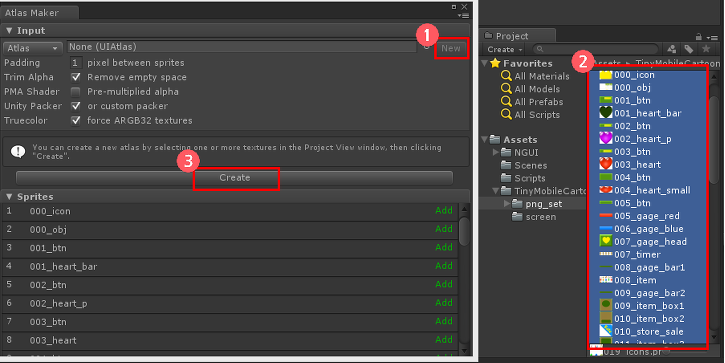 Atlas Maker
▼ Input
Atlas
None (UIAtlas)
New
1
Padding 1 pixel between sprites
Trim Alpha Remove empty space
PMA Shader Pre-multiplied alpha
Unity Packer or custom packer
Truecolor force ARGB32 textures
You can create a new atlas by selecting one or more textures in the Project View window, then clicking
"Create".
3
Create
▼ Sprites
1 000_icon Add
2 000_obj Add
3 001_btn Add
4 001_heart_bar Add
5 002_btn Add
6 002_heart_p Add
7 003_btn Add
8 003_heart Add
Project
Create
2
Favorites
All Materials
All Models
All Prefabs
All Scripts
Assets
NGUI
Scenes
Scripts
TinyMobileCarto
png_set
screen
Assets ▸ TinyMobileCartoon
000_icon
000_obj
001_btn
001_heart_bar
002_btn
002_heart_p
003_btn
003_heart
004_btn
004_heart_small
005_btn
005_gage_red
006_gage_blue
007_gage_head
007_timer
008_gage_bar1
008_item
009_gage_bar2
009_item_box1
010_item_box2
010_store_sale